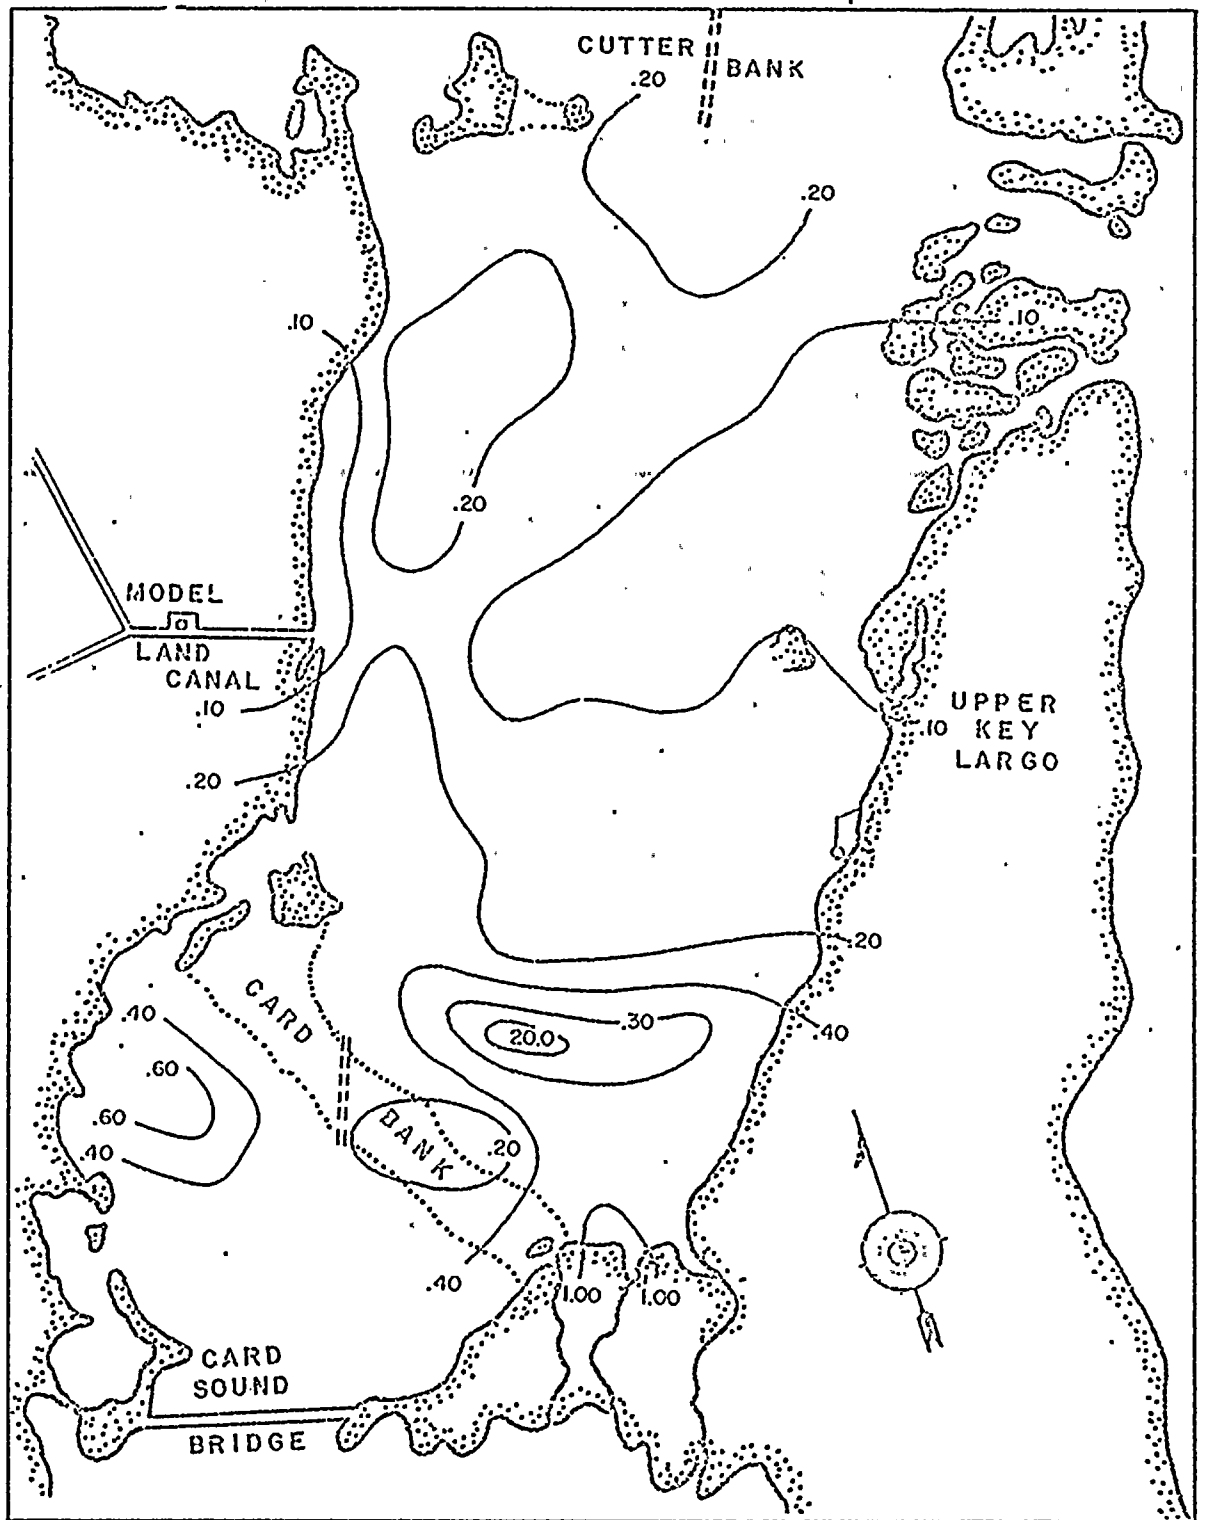 CUTTER
BANK
.20
.20
.10
.10
.20
MODEL
LAND
CANAL
.10
.20
UPPER
KEY
LARGO
.10
.20
CARD
BANK
.40
.60
.60
.40
.30
20.0
.40
.20
.40
1.00
1.00
CARD
SOUND
BRIDGE